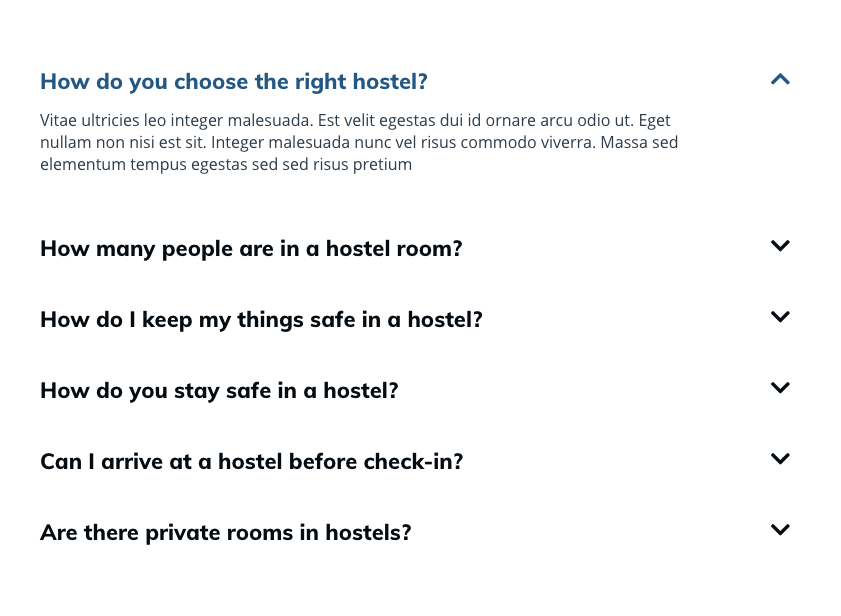 How do you choose the right hostel?
Vitae ultricies leo integer malesuada. Est velit egestas dui id ornare arcu odio ut. Eget
nullam non nisi est sit. Integer malesuada nunc vel risus commodo viverra. Massa sed
elementum tempus egestas sed sed risus pretium
How many people are in a hostel room?
How do I keep my things safe in a hostel?
How do you stay safe in a hostel?
Can I arrive at a hostel before check-in?
Are there private rooms in hostels?